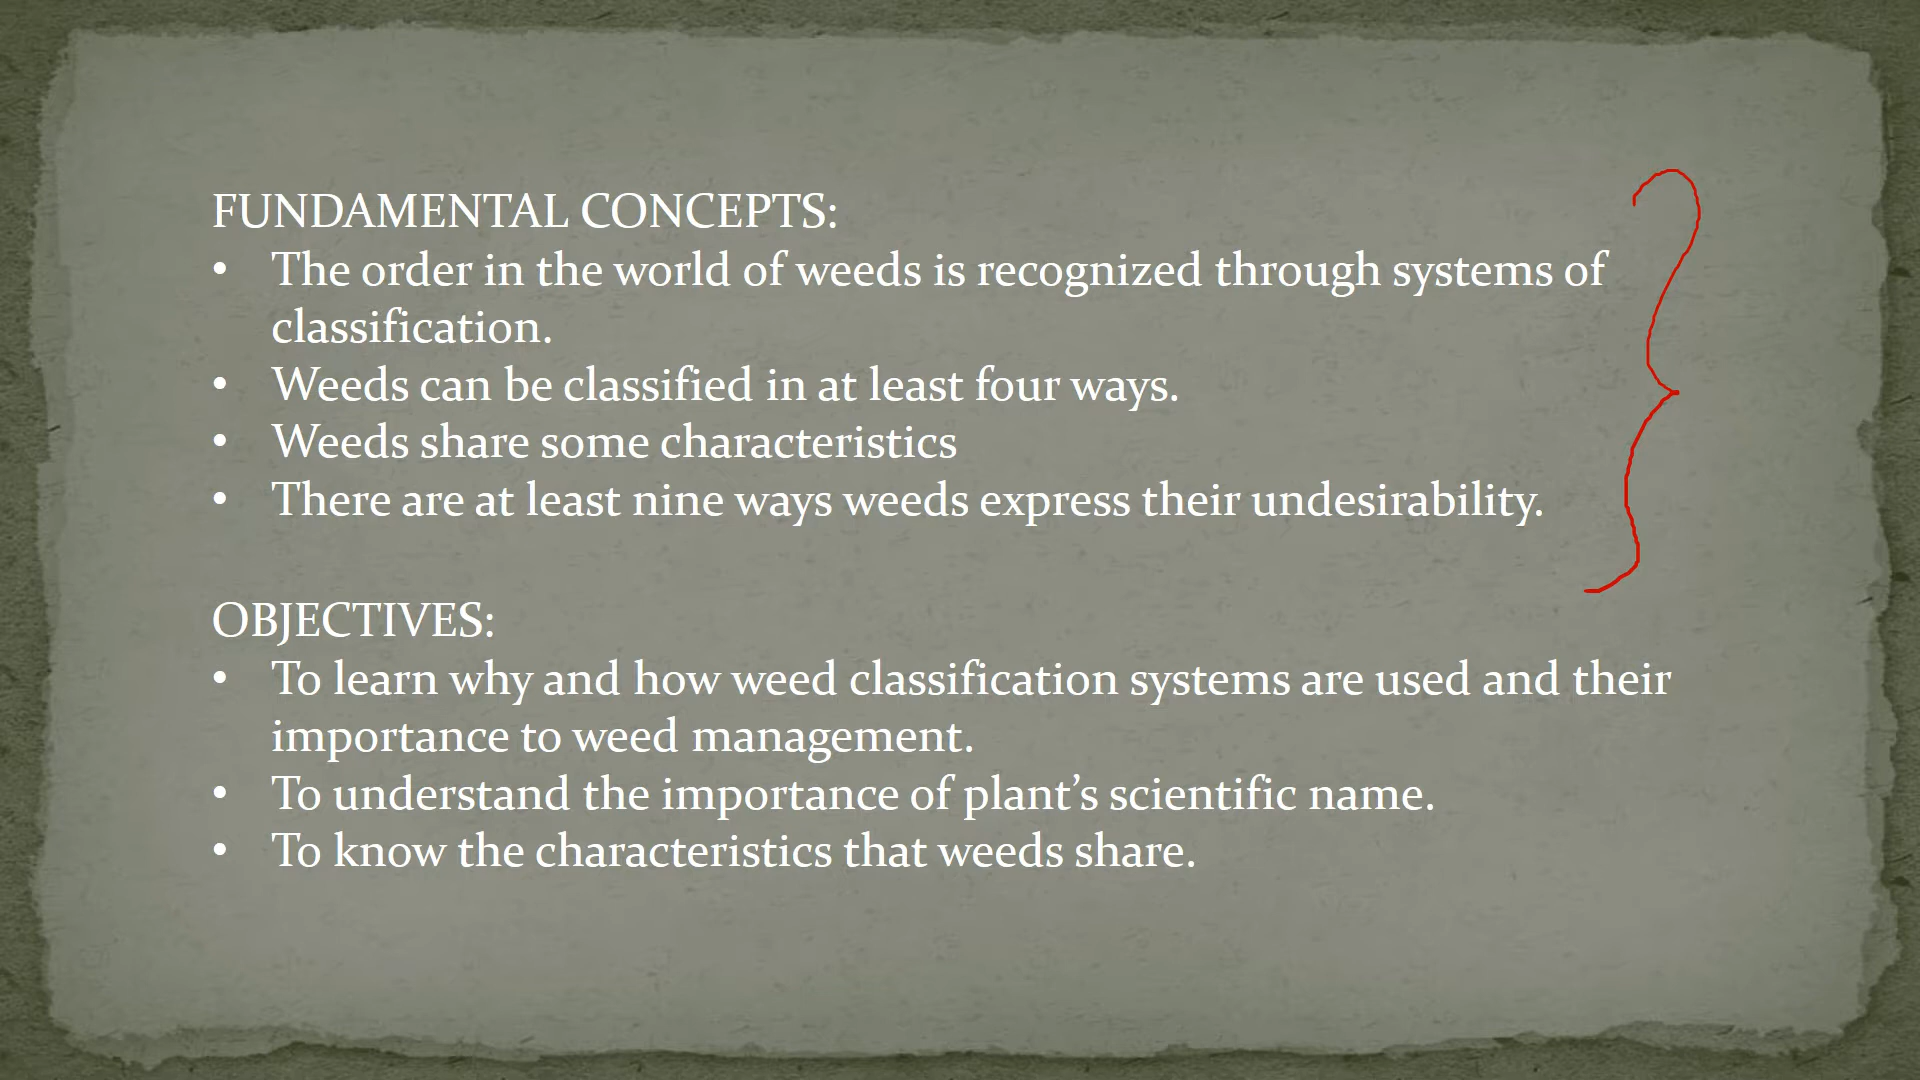 FUNDAMENTAL CONCEPTS:
• The order in the world of weeds is recognized through systems of
classification.
• Weeds can be classified in at least four ways.
• Weeds share some characteristics
• There are at least nine ways weeds express their undesirability.
OBJECTIVES:
• To learn why and how weed classification systems are used and their
importance to weed management.
• To understand the importance of plant’s scientific name.
• To know the characteristics that weeds share.